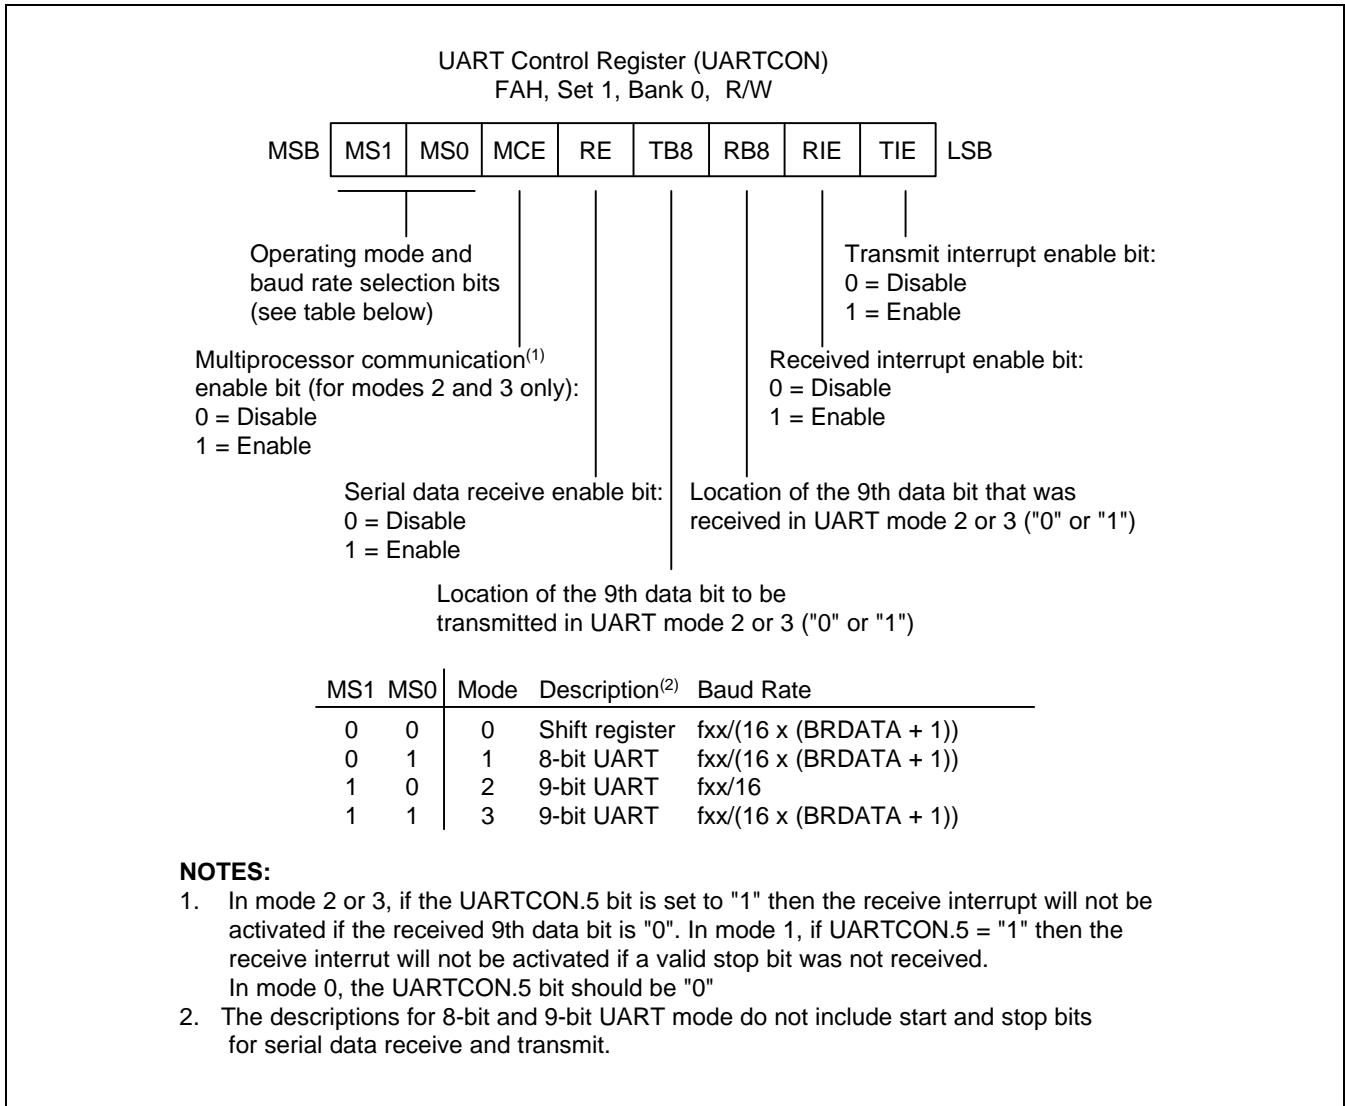 UART Control Register (UARTCON)
FAH, Set 1, Bank 0, R/W
MSB MS1 MS0 MCE RE TB8 RB8 RIE TIE LSB
Operating mode and
baud rate selection bits
(see table below)
Transmit interrupt enable bit:
0 = Disable
1 = Enable
Multiprocessor communication(1)
enable bit (for modes 2 and 3 only):
0 = Disable
1 = Enable
Received interrupt enable bit:
0 = Disable
1 = Enable
Serial data receive enable bit:
0 = Disable
1 = Enable
Location of the 9th data bit that was
received in UART mode 2 or 3 ("0" or "1")
Location of the 9th data bit to be
transmitted in UART mode 2 or 3 ("0" or "1")
MS1 MS0 Mode Description(2) Baud Rate
0 0 0 Shift register fxx/(16 x (BRDATA + 1))
0 1 1 8-bit UART fxx/(16 x (BRDATA + 1))
1 0 2 9-bit UART fxx/16
1 1 3 9-bit UART fxx/(16 x (BRDATA + 1))
NOTES:
1. In mode 2 or 3, if the UARTCON.5 bit is set to "1" then the receive interrupt will not be
activated if the received 9th data bit is "0". In mode 1, if UARTCON.5 = "1" then the
receive interrut will not be activated if a valid stop bit was not received.
In mode 0, the UARTCON.5 bit should be "0"
2. The descriptions for 8-bit and 9-bit UART mode do not include start and stop bits
for serial data receive and transmit.